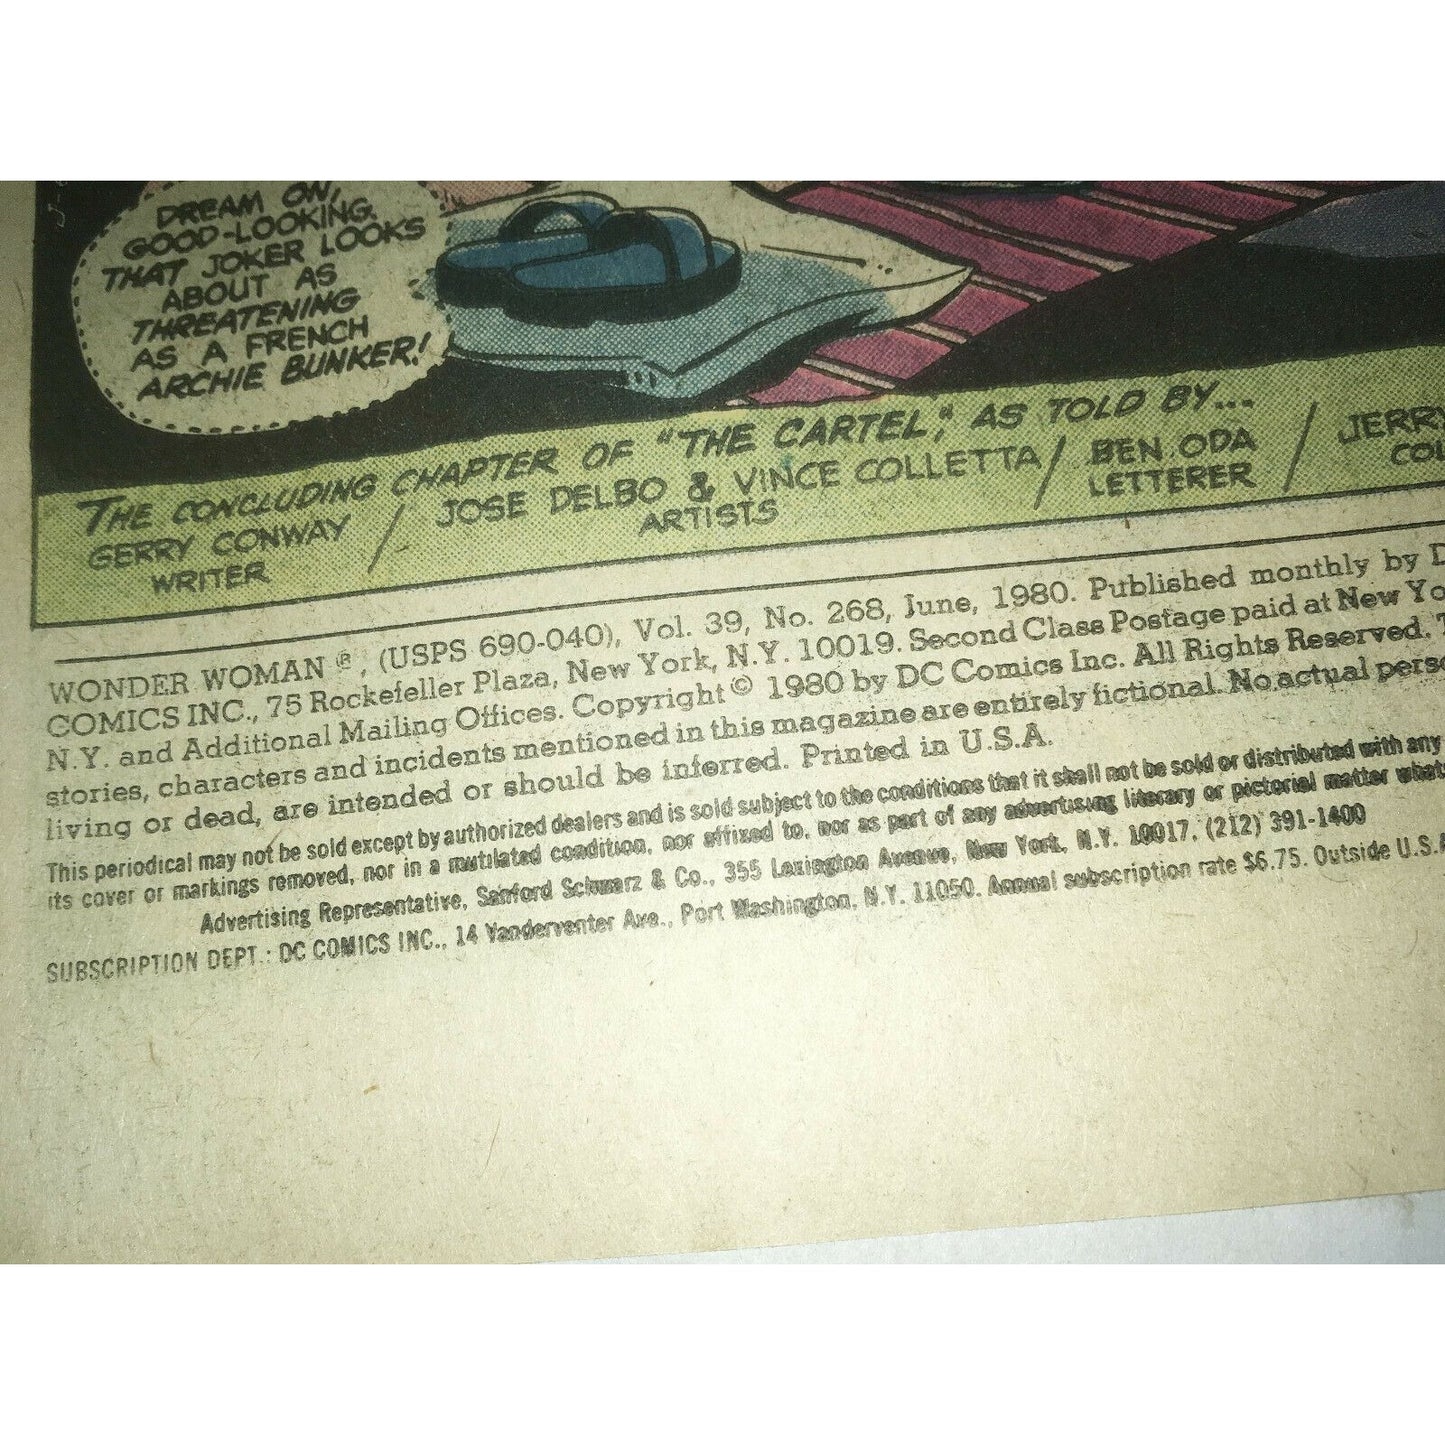 DREAM ON,
GOOD-LOOKING.
THAT JOKER LOOKS
ABOUT AS
THREATENING
AS A FRENCH
ARCHIE BUNKER!
THE CONCLUDING CHAPTER OF "THE CARTEL," AS TOLD BY...
GERRY CONWAY / JOSE DELBO & VINCE COLLETTA / BEN ODA / JERRY
WRITER ARTISTS LETTERER COL
WONDER WOMAN ®, (USPS 690-040), Vol. 39, No. 268, June, 1980. Published monthly by D
COMICS INC., 75 Rockefeller Plaza, New York, N.Y. 10019. Second Class Postage paid at New Yo
N.Y. and Additional Mailing Offices. Copyright © 1980 by DC Comics Inc. All Rights Reserved. T
stories, characters and incidents mentioned in this magazine are entirely fictional. No actual perso
living or dead, are intended or should be inferred. Printed in U.S.A.
This periodical may not be sold except by authorized dealers and is sold subject to the conditions that it shall not be sold or distributed with any
its cover or markings removed, nor in a mutilated condition, nor affixed to, nor as part of any advertising literary or pictorial matter whats
Advertising Representative, Sanford Schwarz & Co., 355 Lexington Avenue, New York, N.Y. 10017, (212) 391-1400
SUBSCRIPTION DEPT.: DC COMICS INC., 14 Vanderventer Ave., Port Washington, N.Y. 11050. Annual subscription rate $6.75. Outside U.S.A